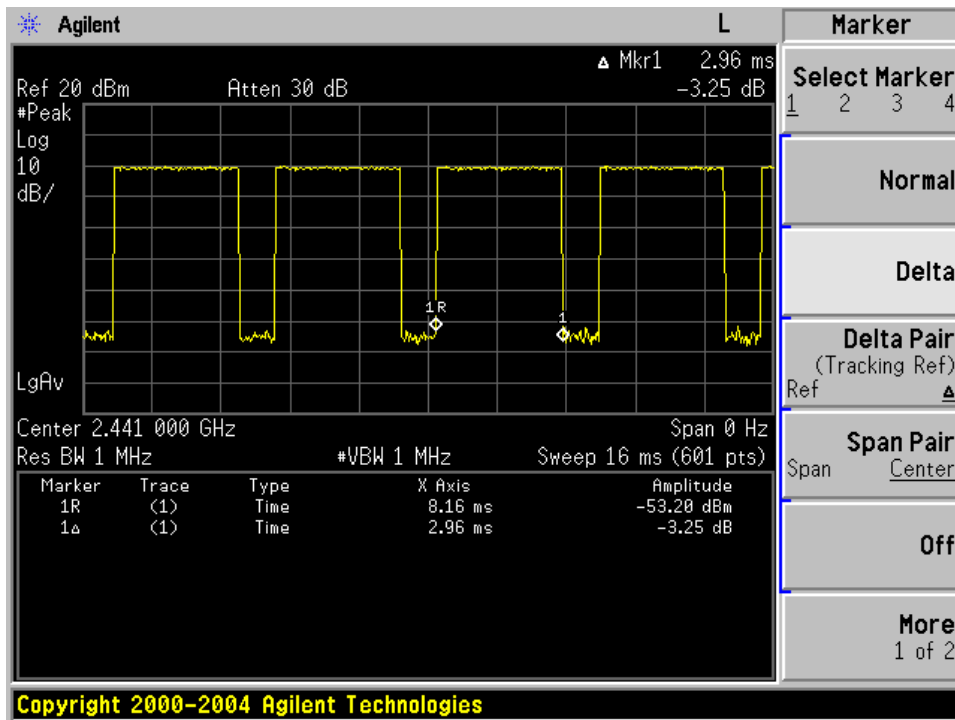 Agilent L
Δ Mkr1 2.96 ms
Ref 20 dBm Atten 30 dB -3.25 dB
#Peak
Log
10
dB/
1R
1
LgAv
Center 2.441 000 GHz Span 0 Hz
Res BW 1 MHz #VBW 1 MHz Sweep 16 ms (601 pts)
Marker Trace Type X Axis Amplitude
1R (1) Time 8.16 ms -53.20 dBm
1Δ (1) Time 2.96 ms -3.25 dB
Marker
Select Marker
1 2 3 4
Normal
Delta
Delta Pair
(Tracking Ref)
Ref Δ
Span Pair
Span Center
Off
More
1 of 2
Copyright 2000-2004 Agilent Technologies